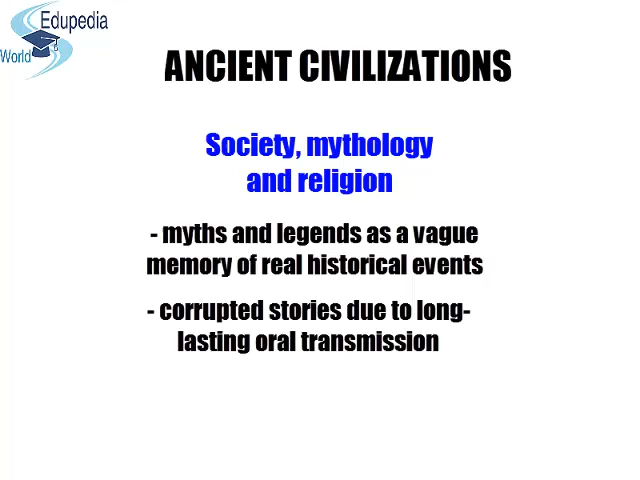 Edupedia
World
ANCIENT CIVILIZATIONS
Society, mythology
and religion
- myths and legends as a vague
memory of real historical events
- corrupted stories due to long-
lasting oral transmission